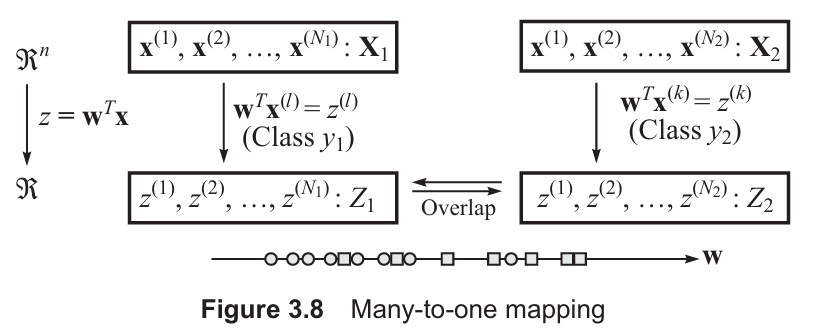 ℜⁿ
z = wᵀx
ℜ
x⁽¹⁾, x⁽²⁾, …, x⁽ᴺ₁⁾ : X₁
wᵀx⁽ˡ⁾ = z⁽ˡ⁾
(Class y₁)
z⁽¹⁾, z⁽²⁾, …, z⁽ᴺ₁⁾ : Z₁
Overlap
x⁽¹⁾, x⁽²⁾, …, x⁽ᴺ₂⁾ : X₂
wᵀx⁽ᵏ⁾ = z⁽ᵏ⁾
(Class y₂)
z⁽¹⁾, z⁽²⁾, …, z⁽ᴺ₂⁾ : Z₂
w
Figure 3.8 Many-to-one mapping